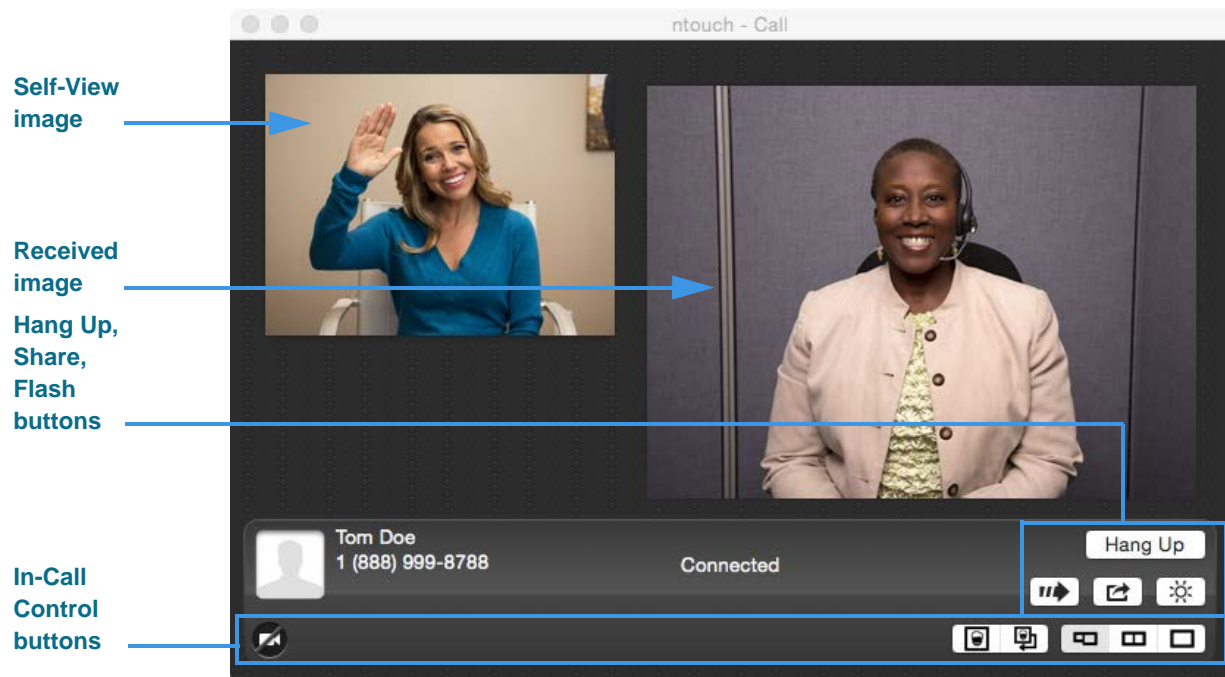 ntouch - Call
Self-View
image
Received
image
Hang Up,
Share,
Flash
buttons
Tom Doe
1 (888) 999-8788
Connected
Hang Up
In-Call
Control
buttons